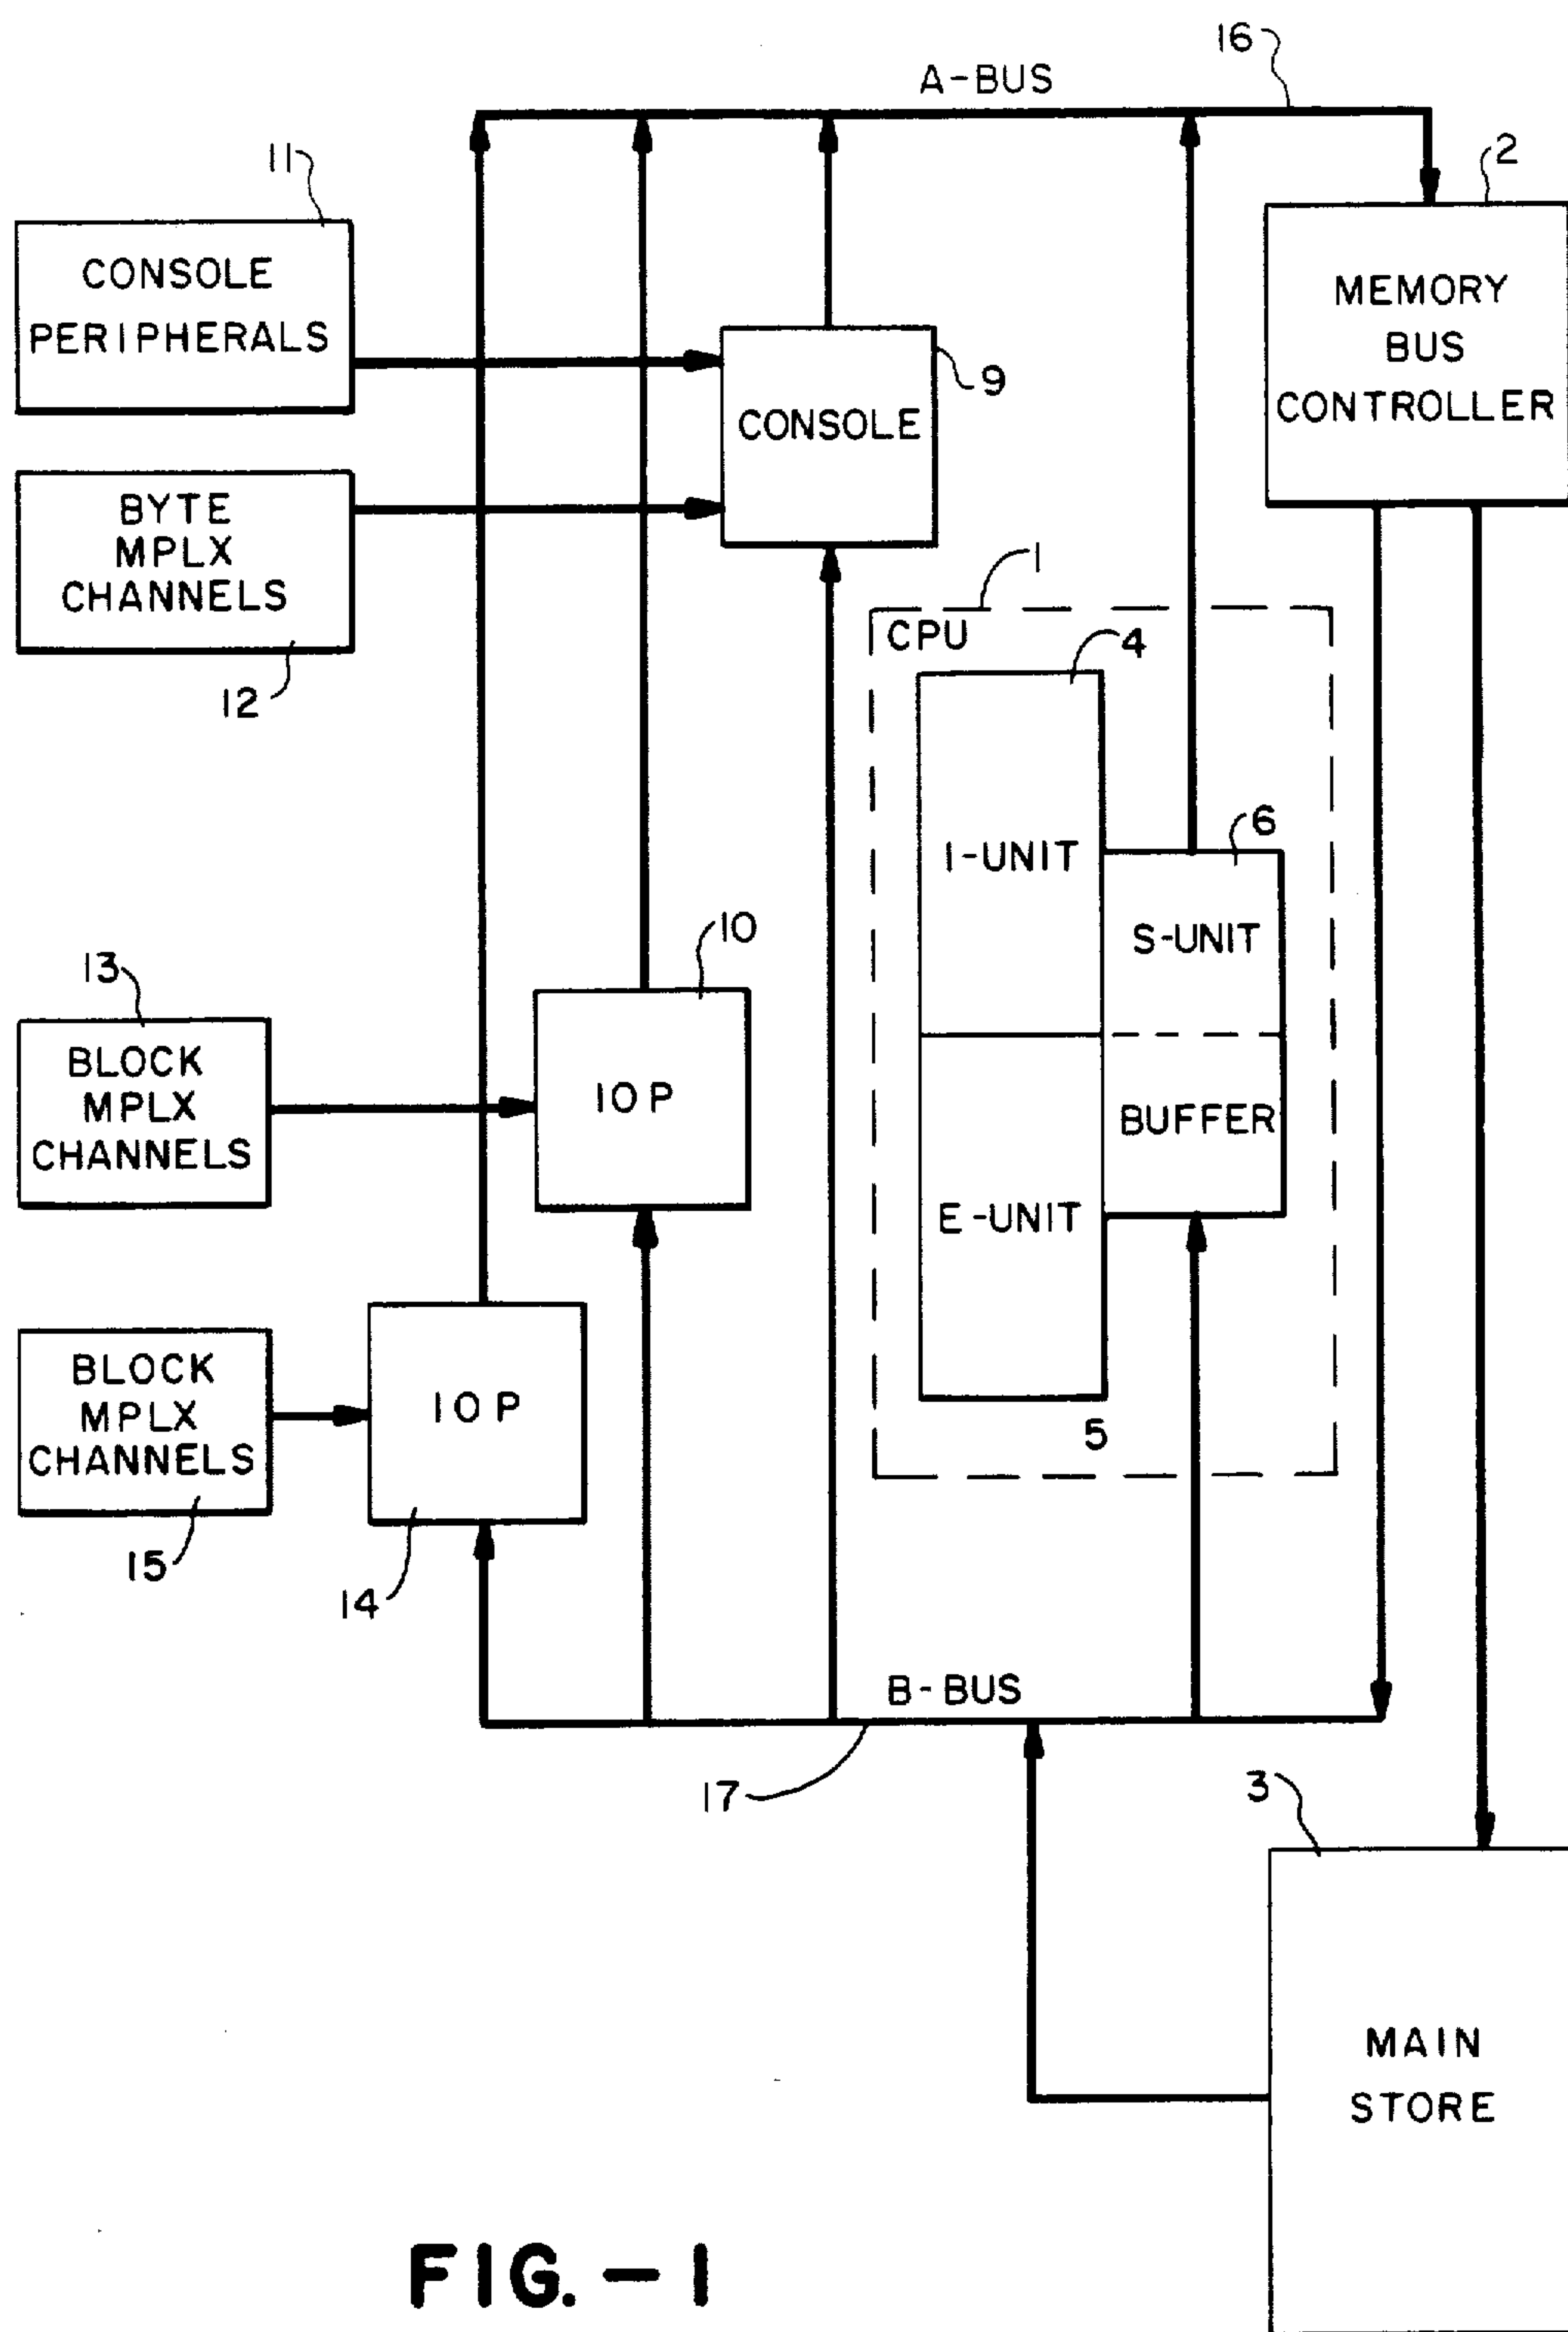 16
A-BUS
11
2
CONSOLE
PERIPHERALS
MEMORY
BUS
CONTROLLER
9
CONSOLE
BYTE
MPLX
CHANNELS
12
1
CPU
4
I-UNIT
6
S-UNIT
10
13
BLOCK
MPLX
CHANNELS
IOP
BUFFER
E-UNIT
BLOCK
MPLX
CHANNELS
IOP
5
15
14
B-BUS
17
3
MAIN
STORE
FIG.-1